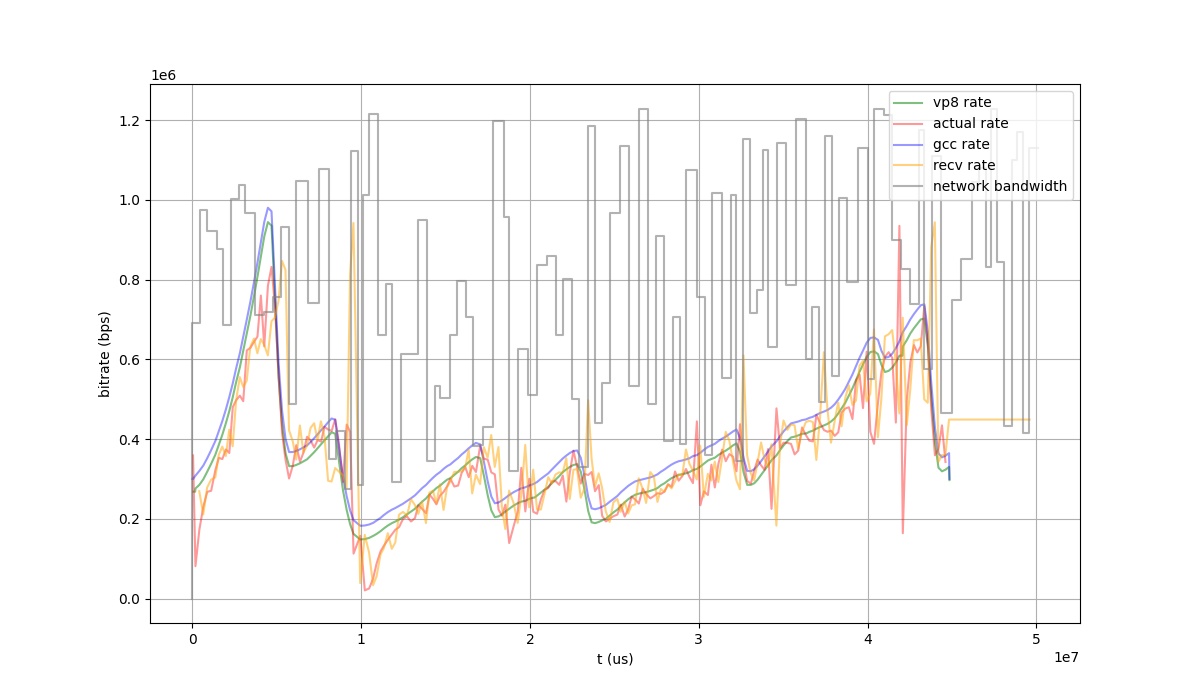 1e6
1.2
1.0
0.8
0.6
0.4
0.2
0.0
bitrate (bps)
vp8 rate
actual rate
gcc rate
recv rate
network bandwidth
0 1 2 3 4 5
t (us)
1e7